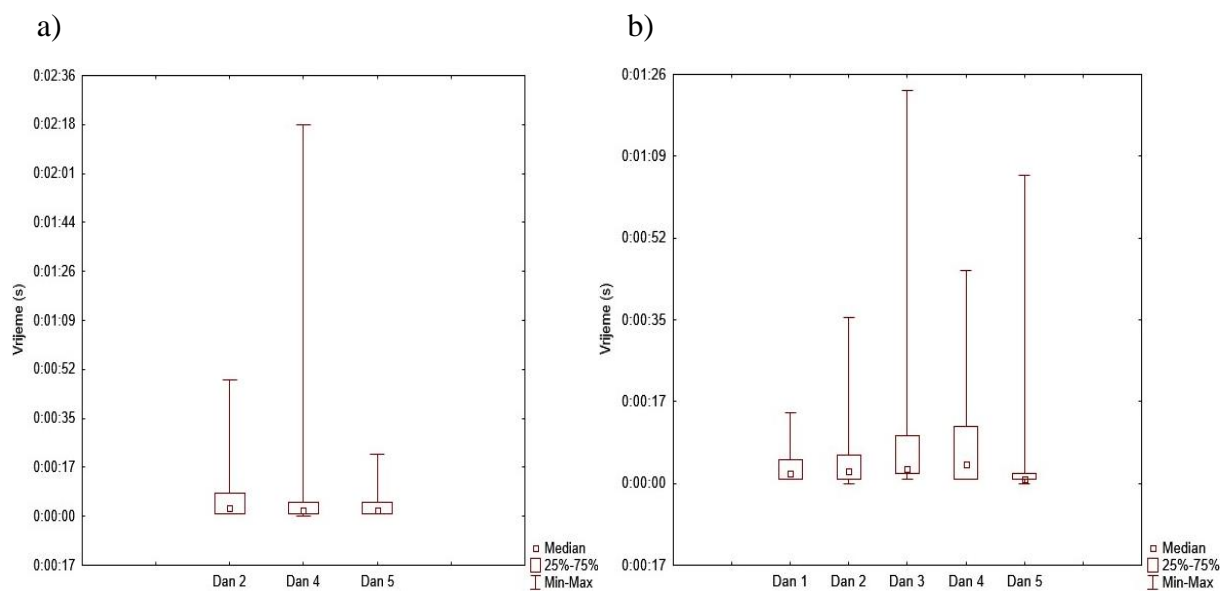 a)
0:02:36
0:02:18
0:02:01
0:01:44
0:01:26
0:01:09
0:00:52
0:00:35
0:00:17
0:00:00
0:00:17
Vrijeme (s)
Dan 2 Dan 4 Dan 5
Median
25%-75%
Min-Max
b)
0:01:26
0:01:09
0:00:52
0:00:35
0:00:17
0:00:00
0:00:17
Vrijeme (s)
Dan 1 Dan 2 Dan 3 Dan 4 Dan 5
Median
25%-75%
Min-Max